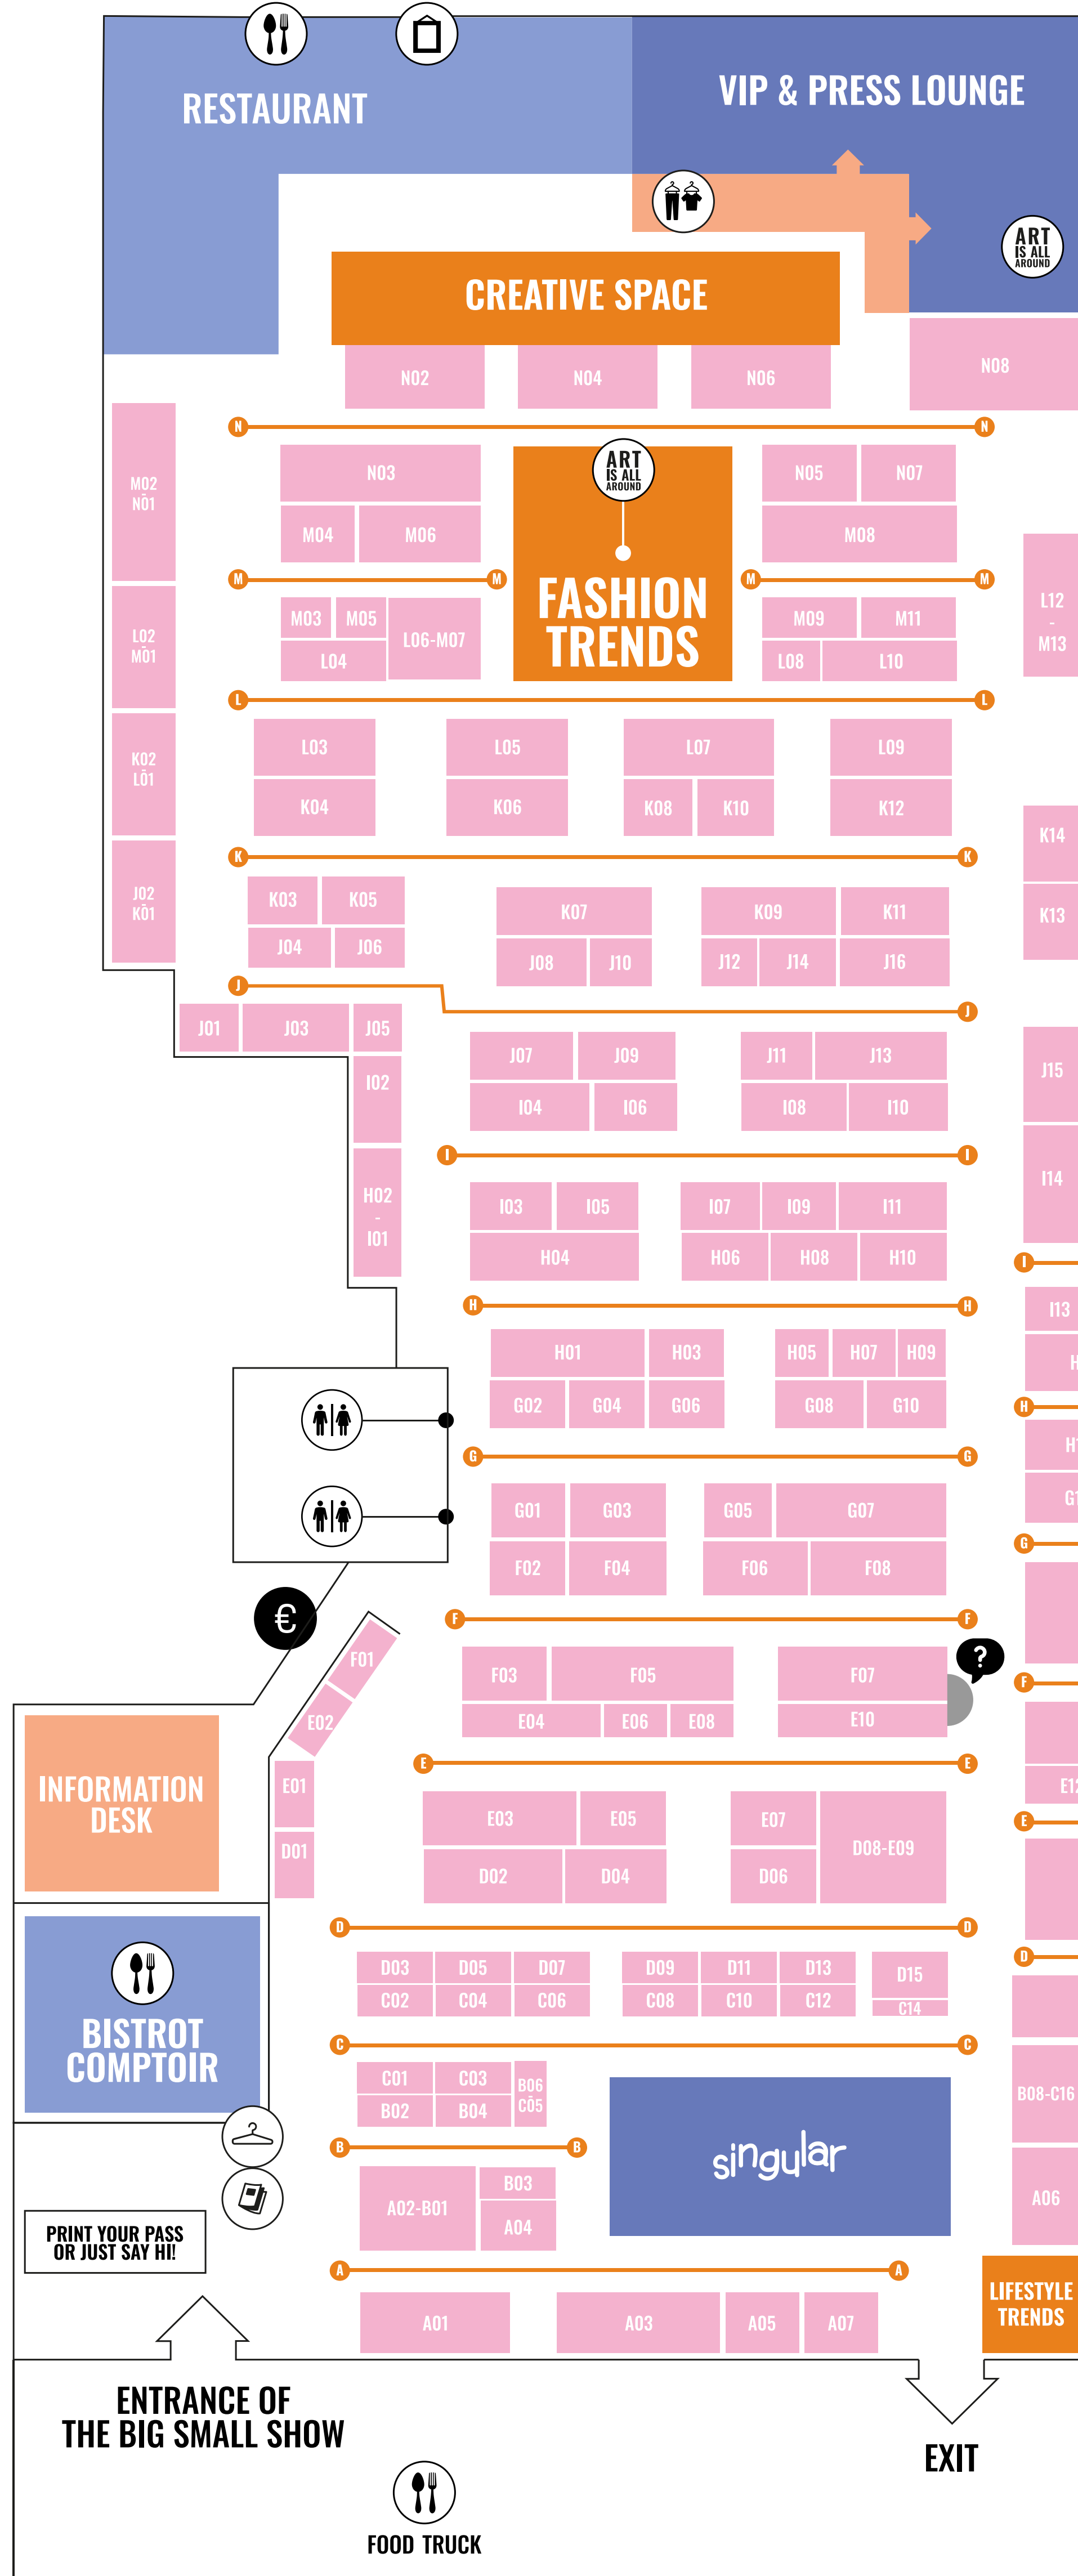 RESTAURANT
VIP & PRESS LOUNGE
ART
IS ALL
AROUND
CREATIVE SPACE
N02
N04
N06
N08
N
N
M02
-
N01
N03
ART
IS ALL
AROUND
N05
N07
M04
M06
M08
M
M
M
M
FASHION
TRENDS
L12
-
M13
L02
-
M01
M03
M05
L06-M07
L04
M09
M11
L08
L10
L
L
K02
-
L01
L03
L05
L07
L09
K04
K06
K08
K10
K12
K14
K
K
J02
-
K01
K03
K05
K07
K09
K11
K13
J04
J06
J08
J10
J12
J14
J16
J
J
J01
J03
J05
J07
J09
J11
J13
J15
I02
I04
I06
I08
I10
I
I
I14
H02
-
I01
I03
I05
I07
I09
I11
H04
H06
H08
H10
I
I13
H
H
H01
H03
H05
H07
H09
H
H
G02
G04
G06
G08
G10
H1
G
G
G1
G01
G03
G05
G07
G
F02
F04
F06
F08
€
F
F
F01
F03
F05
F07
?
F
E02
E04
E06
E08
E10
E
E
INFORMATION
DESK
E01
E12
E
E03
E05
E07
D08-E09
D01
D02
D04
D06
D
D
D
BISTROT
COMPTOIR
D03
D05
D07
D09
D11
D13
D15
C02
C04
C06
C08
C10
C12
C14
C
C
C01
C03
B06
-
C05
B02
B04
B08-C16
B
B
singular
A02-B01
B03
A04
A06
PRINT YOUR PASS
OR JUST SAY HI!
A
A
LIFESTYLE
TRENDS
A01
A03
A05
A07
ENTRANCE OF
THE BIG SMALL SHOW
EXIT
FOOD TRUCK